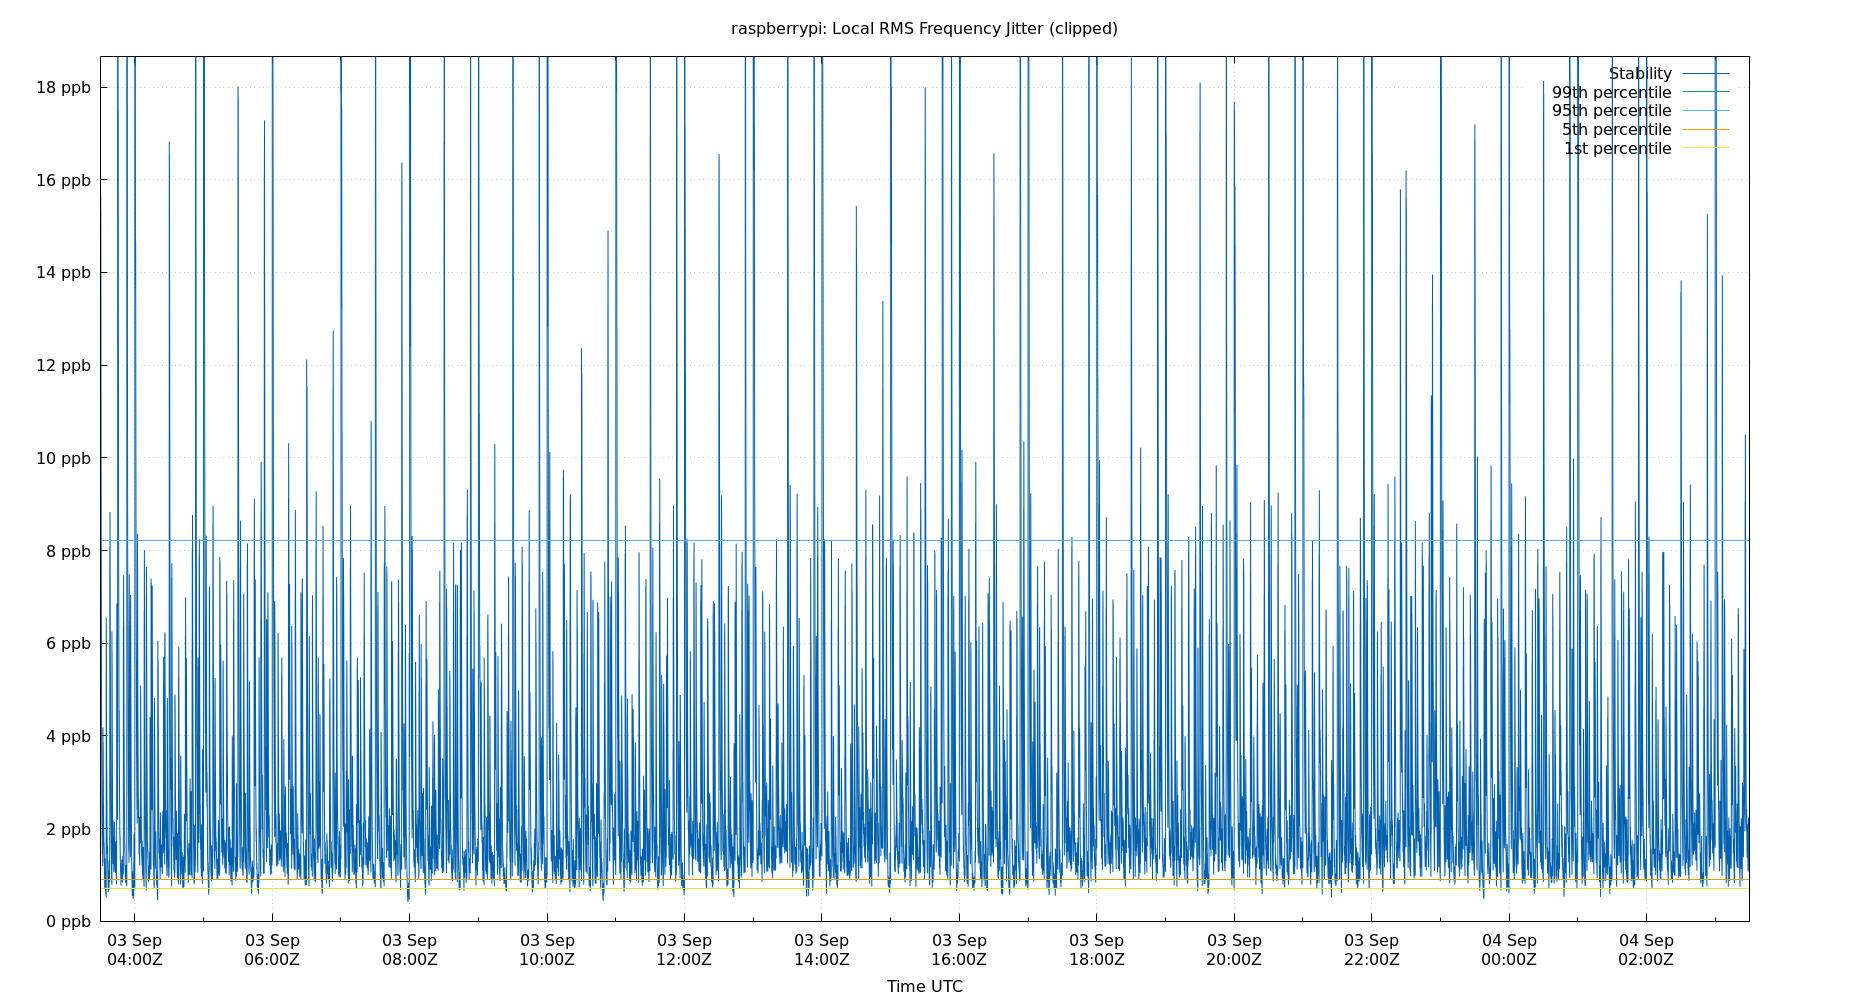 raspberrypi: Local RMS Frequency Jitter (clipped)
Stability
99th percentile
95th percentile
5th percentile
1st percentile
18 ppb
16 ppb
14 ppb
12 ppb
10 ppb
8 ppb
6 ppb
4 ppb
2 ppb
0 ppb
03 Sep 03 Sep 03 Sep 03 Sep 03 Sep 03 Sep 03 Sep 03 Sep 03 Sep 03 Sep 04 Sep 04 Sep
04:00Z 06:00Z 08:00Z 10:00Z 12:00Z 14:00Z 16:00Z 18:00Z 20:00Z 22:00Z 00:00Z 02:00Z
Time UTC